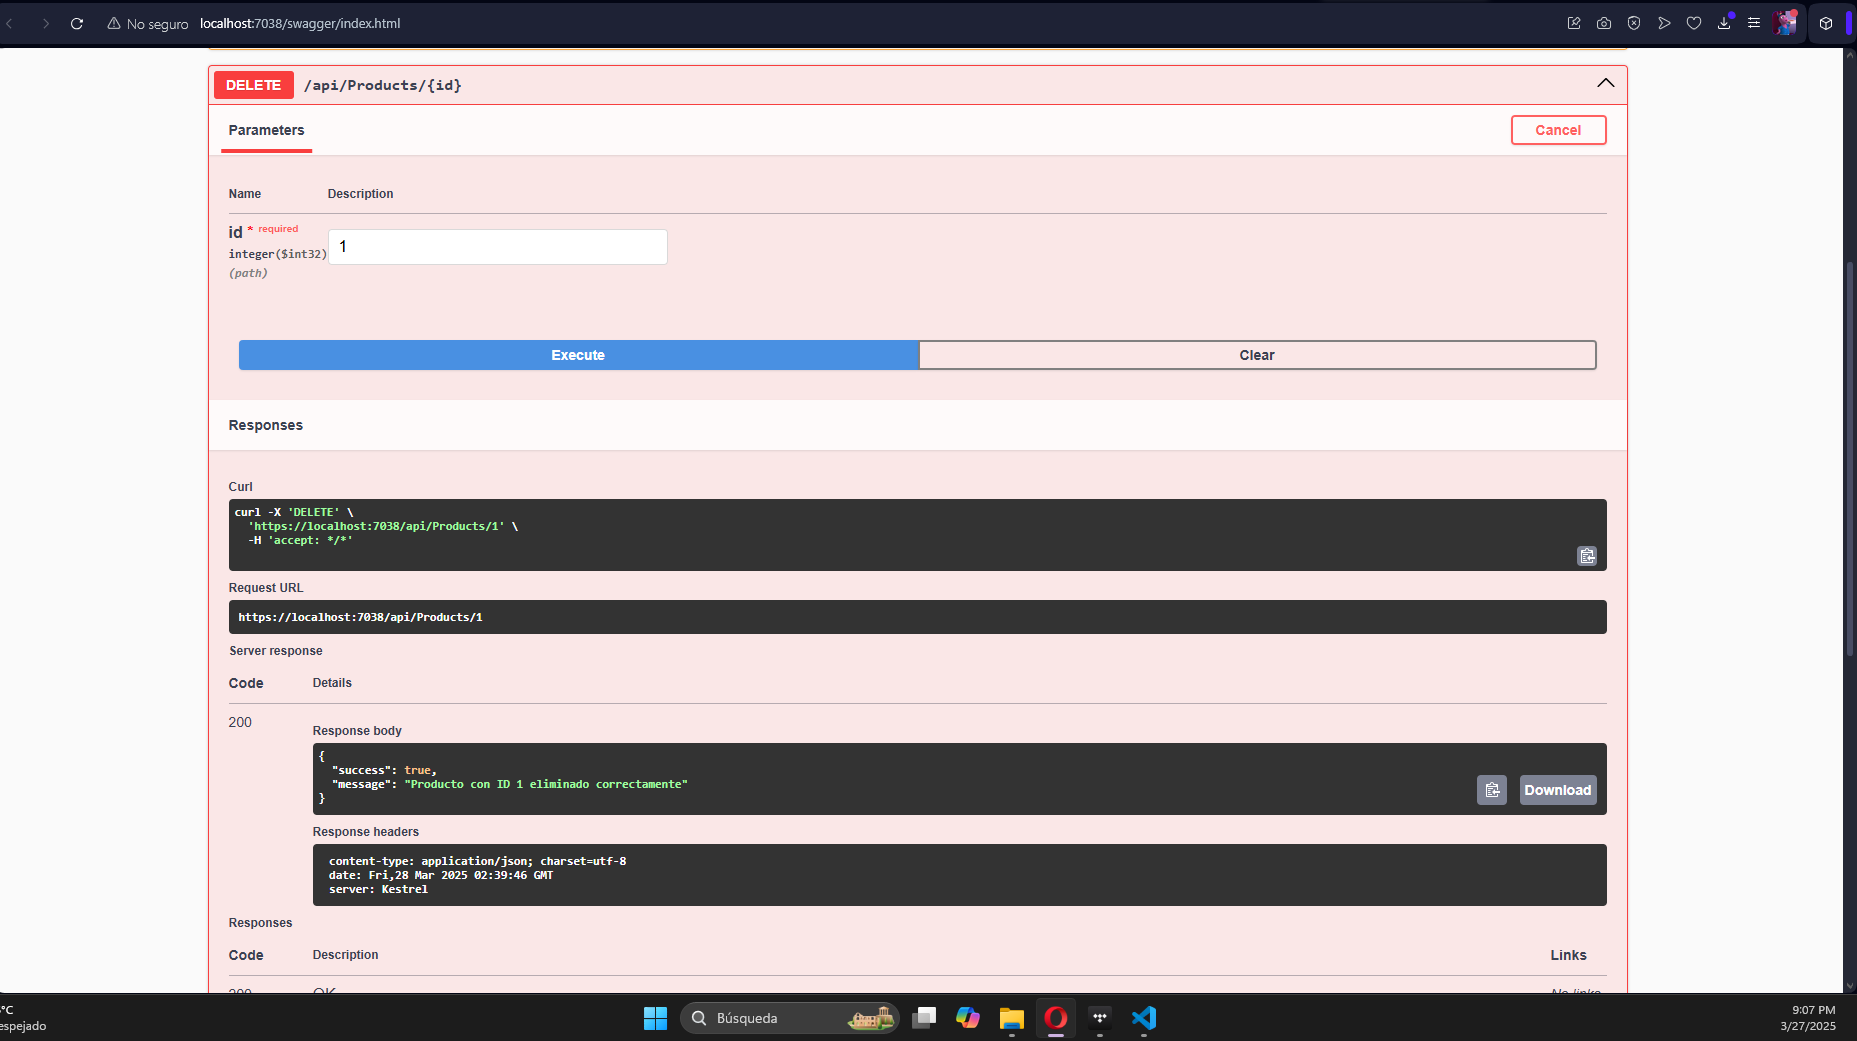 No seguro localhost:7038/swagger/index.html
DELETE /api/Products/{id}
Parameters
Cancel
Name Description
id * required
integer($int32)
(path)
1
Execute
Clear
Responses
Curl
curl -X 'DELETE' \
'https://localhost:7038/api/Products/1' \
-H 'accept: */*'
Request URL
https://localhost:7038/api/Products/1
Server response
Code Details
200
Response body
{
"success": true,
"message": "Producto con ID 1 eliminado correctamente"
}
Download
Response headers
content-type: application/json; charset=utf-8
date: Fri,28 Mar 2025 02:39:46 GMT
server: Kestrel
Responses
Code Description Links
200 OK No links
°C
espejado
Búsqueda
9:07 PM
3/27/2025